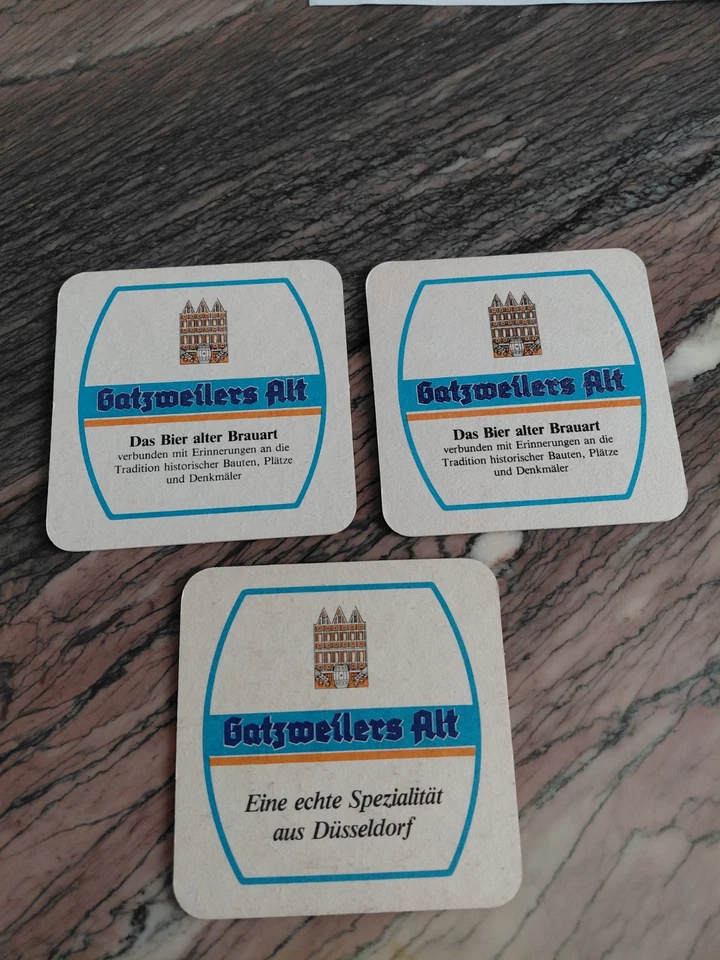 Gatzweilers Alt
Das Bier alter Brauart
verbunden mit Erinnerungen an die
Tradition historischer Bauten, Plätze
und Denkmäler
Gatzweilers Alt
Das Bier alter Brauart
verbunden mit Erinnerungen an die
Tradition historischer Bauten, Plätze
und Denkmäler
Gatzweilers Alt
Eine echte Spezialität
aus Düsseldorf